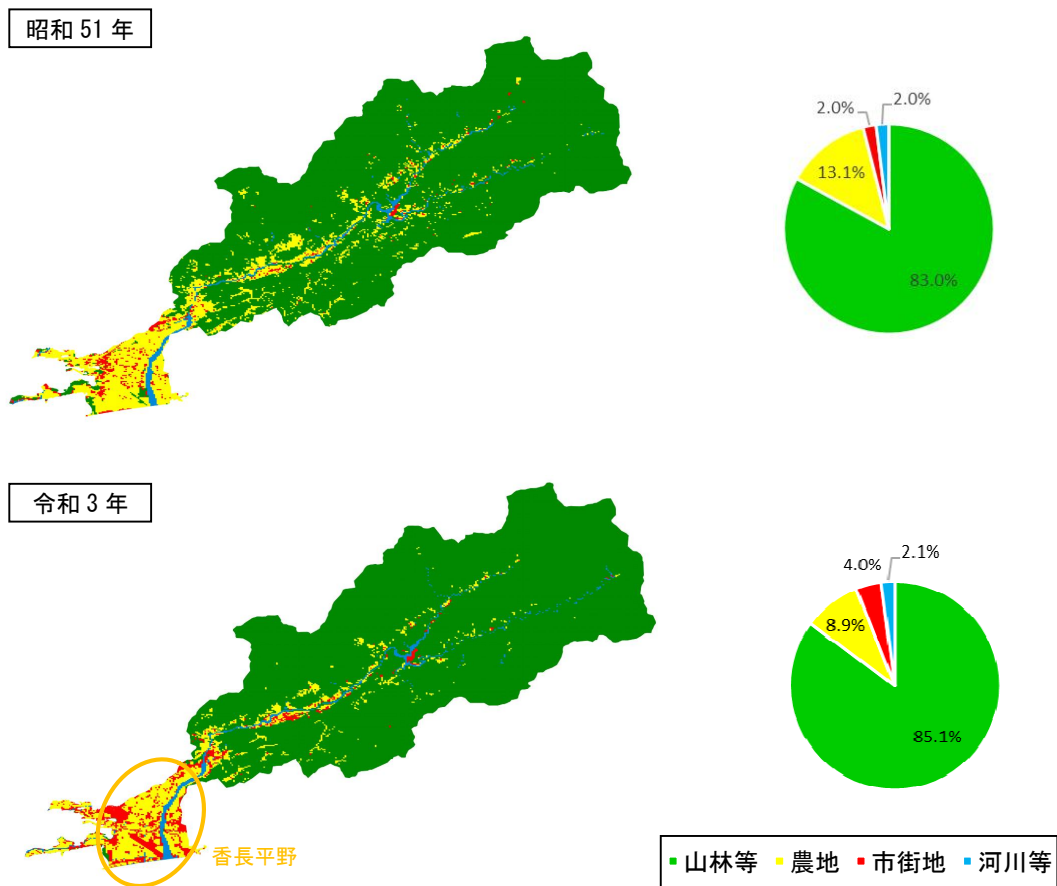 昭和 51 年
2.0%
2.0%
13.1%
83.0%
令和 3 年
4.0%
2.1%
8.9%
85.1%
香長平野
山林等 農地 市街地 河川等